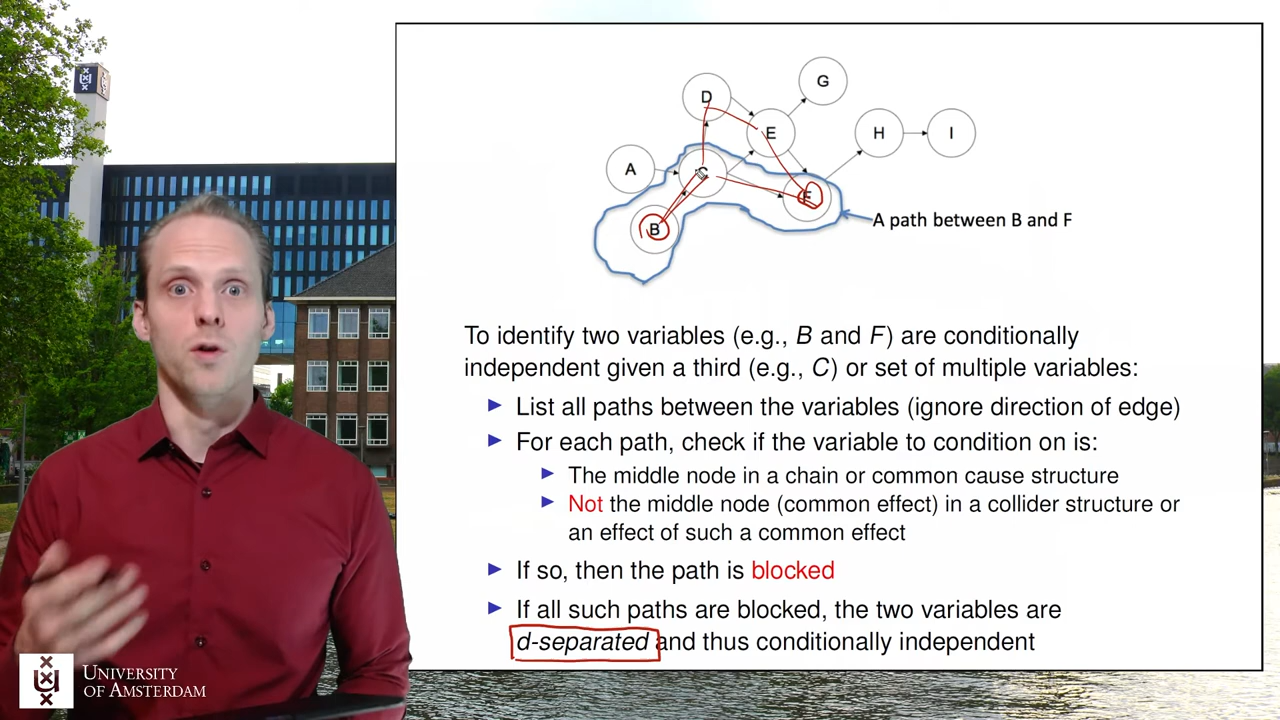 D
G
E
H
I
A
C
F
B
A path between B and F
To identify two variables (e.g., B and F) are conditionally
independent given a third (e.g., C) or set of multiple variables:
List all paths between the variables (ignore direction of edge)
For each path, check if the variable to condition on is:
The middle node in a chain or common cause structure
Not the middle node (common effect) in a collider structure or
an effect of such a common effect
If so, then the path is blocked
If all such paths are blocked, the two variables are
d-separated and thus conditionally independent
UNIVERSITY
OF AMSTERDAM